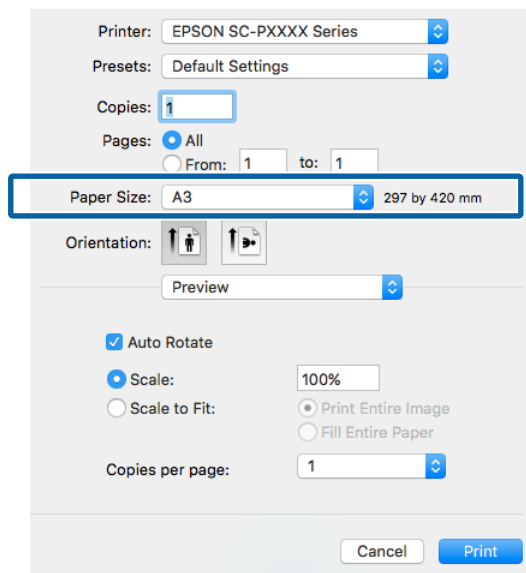 Printer: EPSON SC-PXXXX Series
Presets: Default Settings
Copies: 1
Pages: All
From: 1 to: 1
Paper Size: A3 297 by 420 mm
Orientation:
Preview
Auto Rotate
Scale: 100%
Scale to Fit: Print Entire Image
Fill Entire Paper
Copies per page: 1
Cancel Print